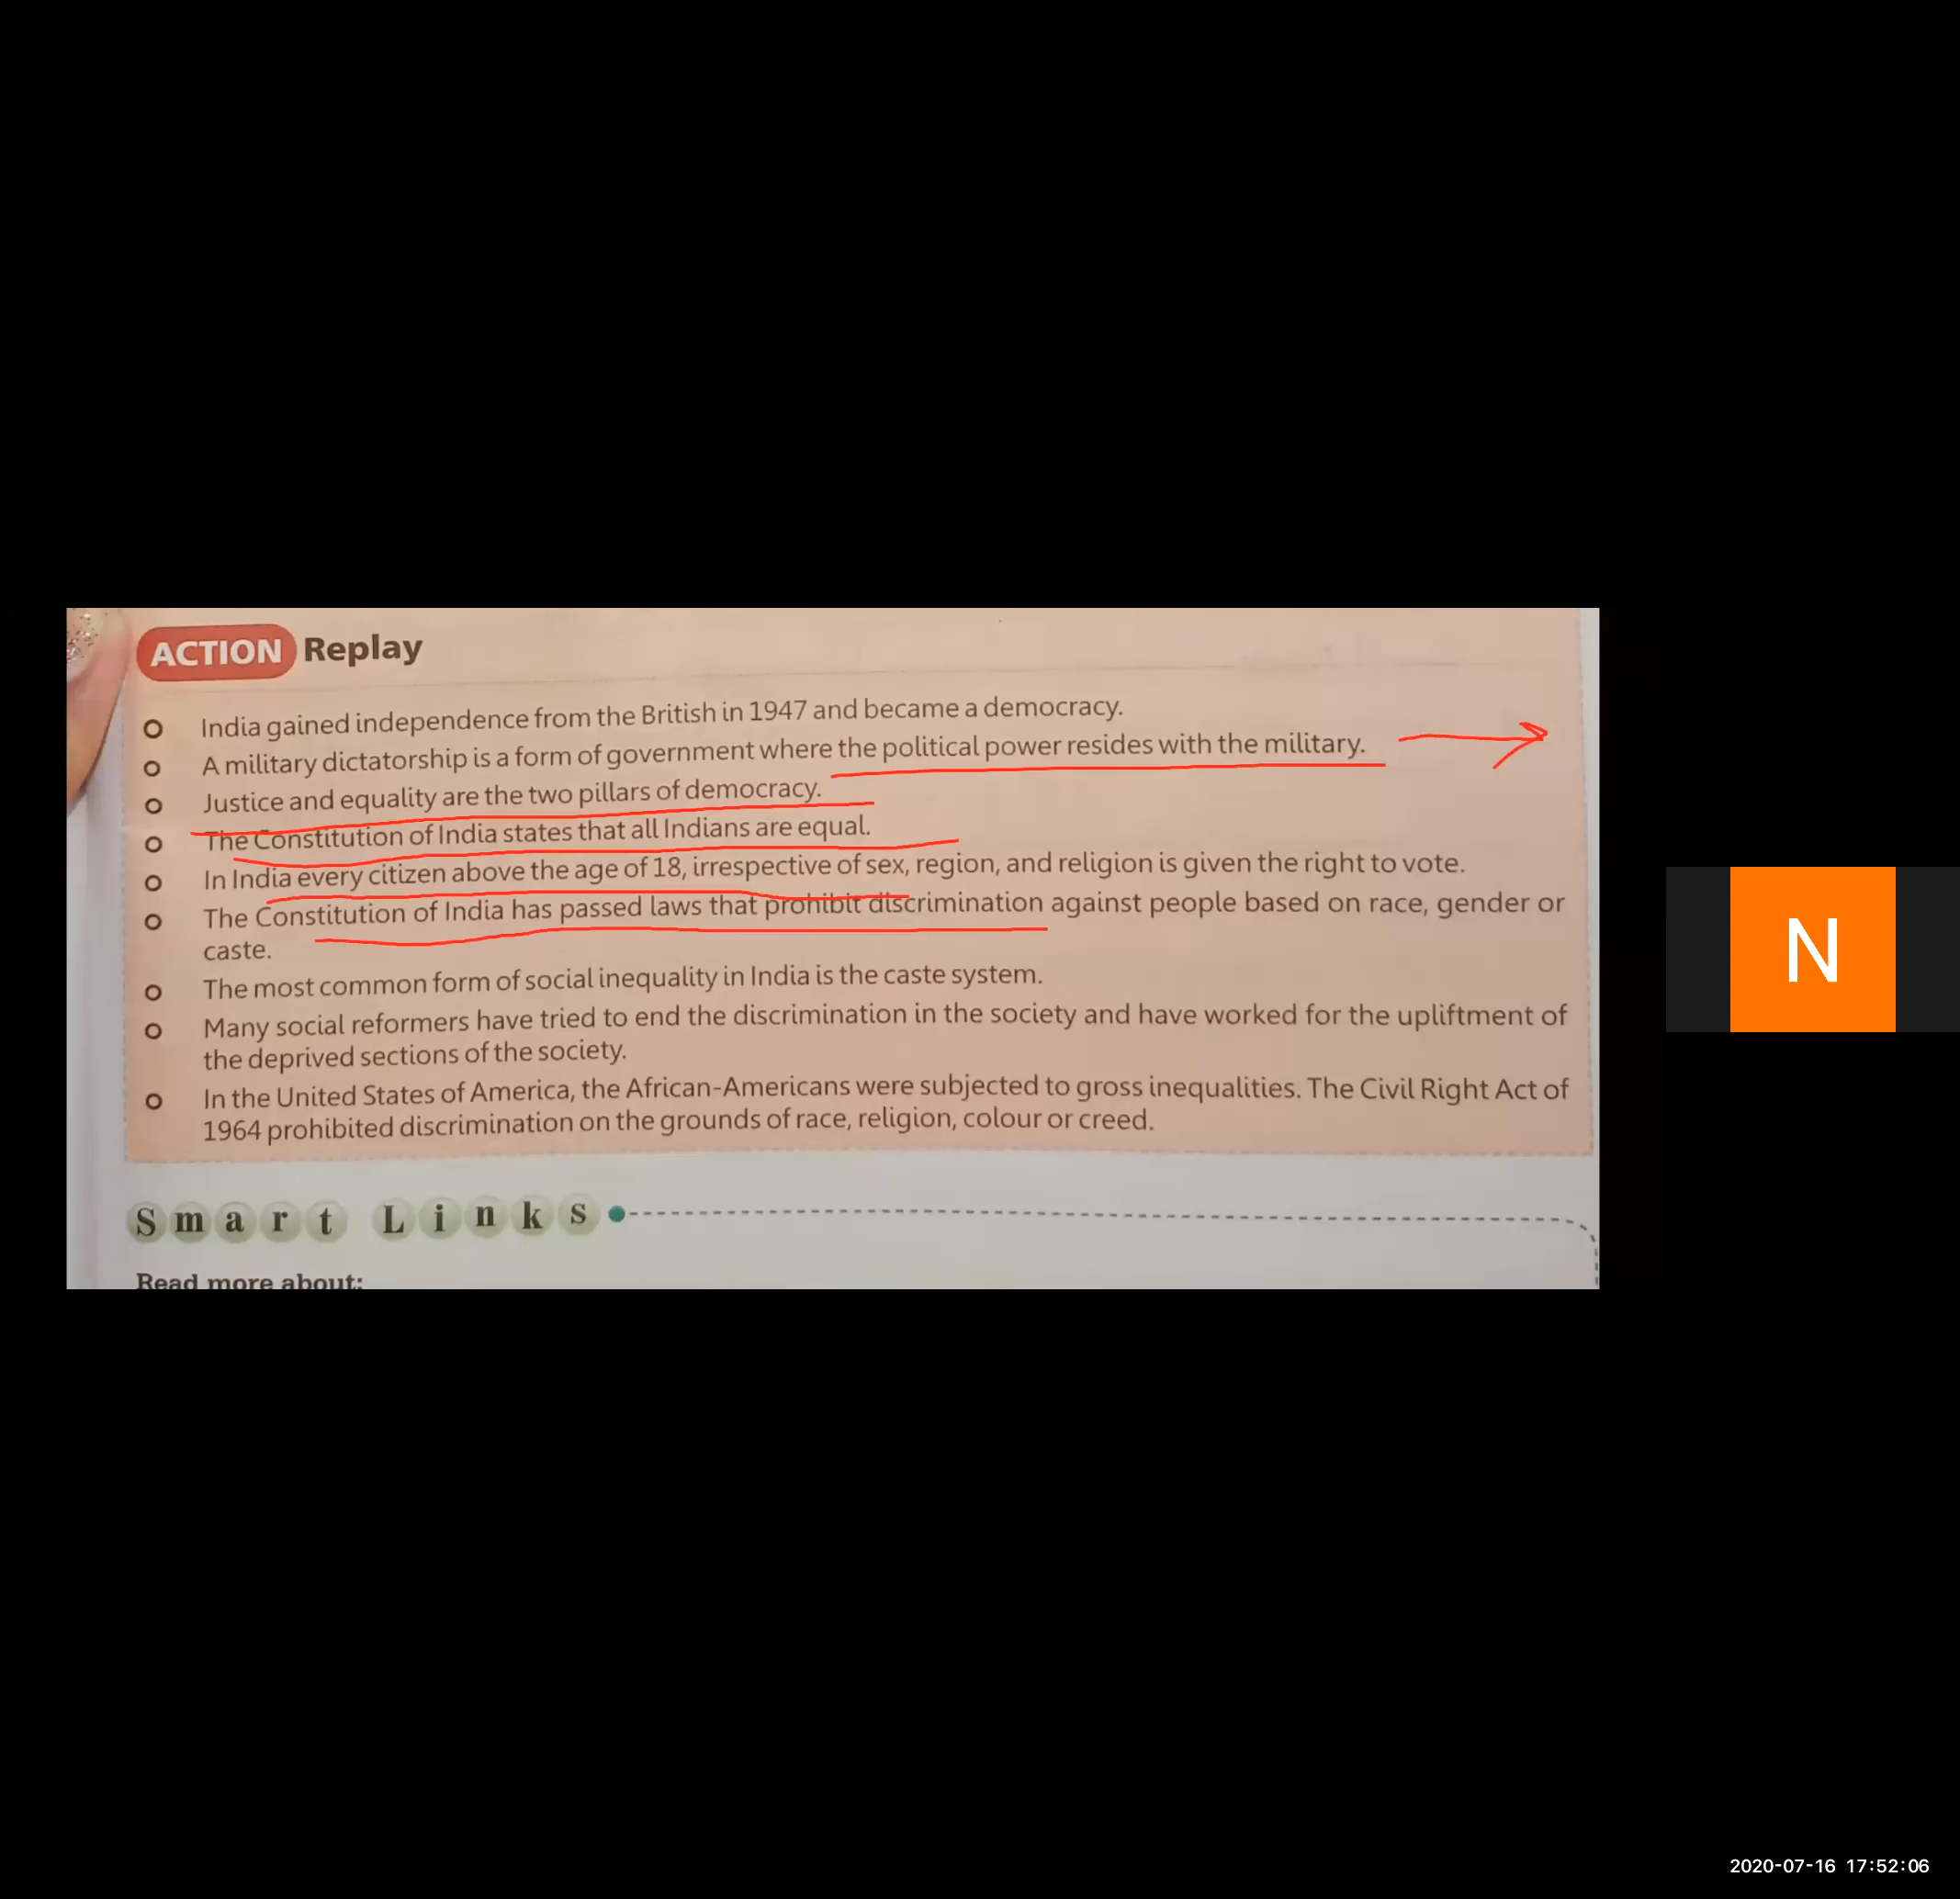 ACTION Replay
India gained independence from the British in 1947 and became a democracy.
A military dictatorship is a form of government where the political power resides with the military.
Justice and equality are the two pillars of democracy.
The Constitution of India states that all Indians are equal.
In India every citizen above the age of 18, irrespective of sex, region, and religion is given the right to vote.
The Constitution of India has passed laws that prohibit discrimination against people based on race, gender or
caste.
The most common form of social inequality in India is the caste system.
Many social reformers have tried to end the discrimination in the society and have worked for the upliftment of
the deprived sections of the society.
In the United States of America, the African-Americans were subjected to gross inequalities. The Civil Right Act of
1964 prohibited discrimination on the grounds of race, religion, colour or creed.
Smart Links
Read more about:
N
2020-07-16 17:52:06